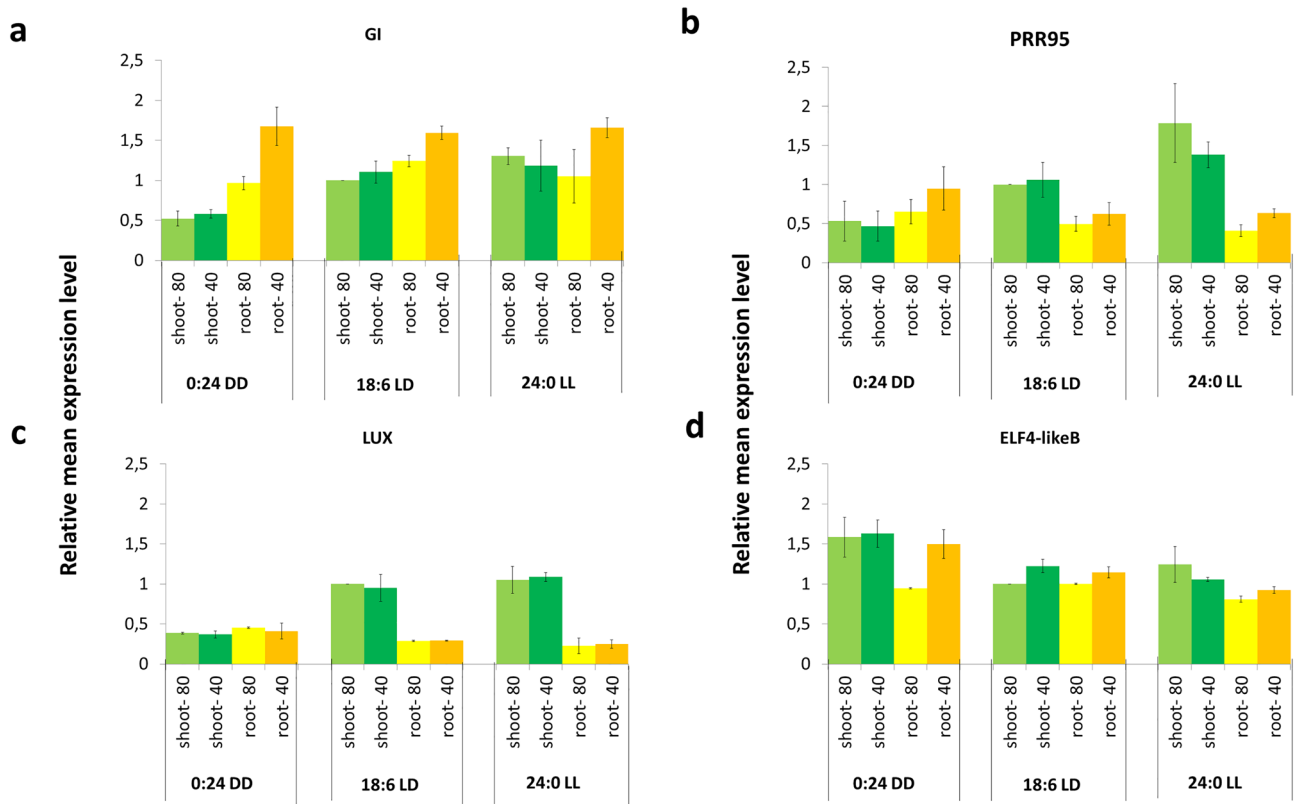 a
GI
Relative mean expression level
2,5
2
1,5
1
0,5
0
shoot- 80
shoot- 40
root- 80
root- 40
shoot- 80
shoot- 40
root- 80
root- 40
shoot- 80
shoot- 40
root- 80
root- 40
0:24 DD
18:6 LD
24:0 LL
b
PRR95
Relative mean expression level
2,5
2
1,5
1
0,5
0
shoot- 80
shoot- 40
root- 80
root- 40
shoot- 80
shoot- 40
root- 80
root- 40
shoot- 80
shoot- 40
root- 80
root- 40
0:24 DD
18:6 LD
24:0 LL
c
LUX
2,5
2
1,5
1
0,5
0
shoot- 80
shoot- 40
root- 80
root- 40
shoot- 80
shoot- 40
root- 80
root- 40
shoot- 80
shoot- 40
root- 80
root- 40
0:24 DD
18:6 LD
24:0 LL
d
ELF4-likeB
2,5
2
1,5
1
0,5
0
shoot- 80
shoot- 40
root- 80
root- 40
shoot- 80
shoot- 40
root- 80
root- 40
shoot- 80
shoot- 40
root- 80
root- 40
0:24 DD
18:6 LD
24:0 LL